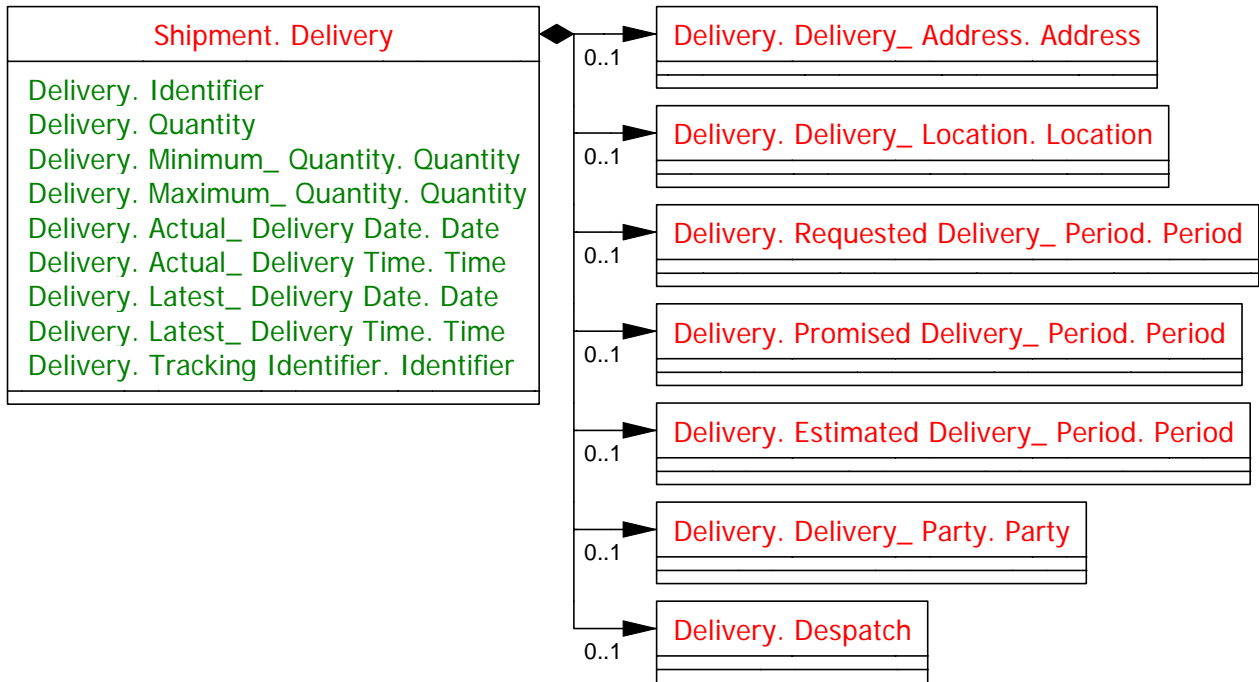 Shipment. Delivery
Delivery. Identifier
Delivery. Quantity
Delivery. Minimum_ Quantity. Quantity
Delivery. Maximum_ Quantity. Quantity
Delivery. Actual_ Delivery Date. Date
Delivery. Actual_ Delivery Time. Time
Delivery. Latest_ Delivery Date. Date
Delivery. Latest_ Delivery Time. Time
Delivery. Tracking Identifier. Identifier
0..1
Delivery. Delivery_ Address. Address
0..1
Delivery. Delivery_ Location. Location
0..1
Delivery. Requested Delivery_ Period. Period
0..1
Delivery. Promised Delivery_ Period. Period
0..1
Delivery. Estimated Delivery_ Period. Period
0..1
Delivery. Delivery_ Party. Party
0..1
Delivery. Despatch